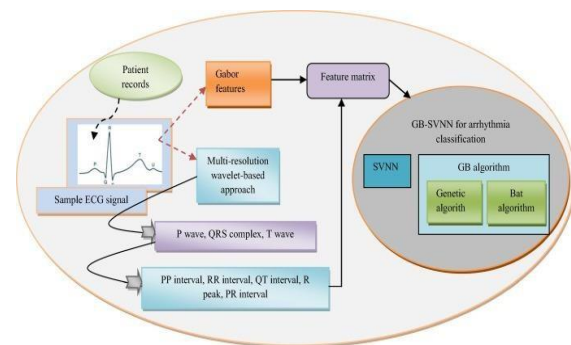 Patient
records
Gabor
features
Feature matrix
GB-SVNN for arrhythmia
classification
SVNN
GB algorithm
Genetic
algorith
Bat
algorithm
P
R
T
U
Sample ECG signal
Multi-resolution
wavelet-based
approach
P wave, QRS complex, T wave
PP interval, RR interval, QT interval, R
peak, PR interval